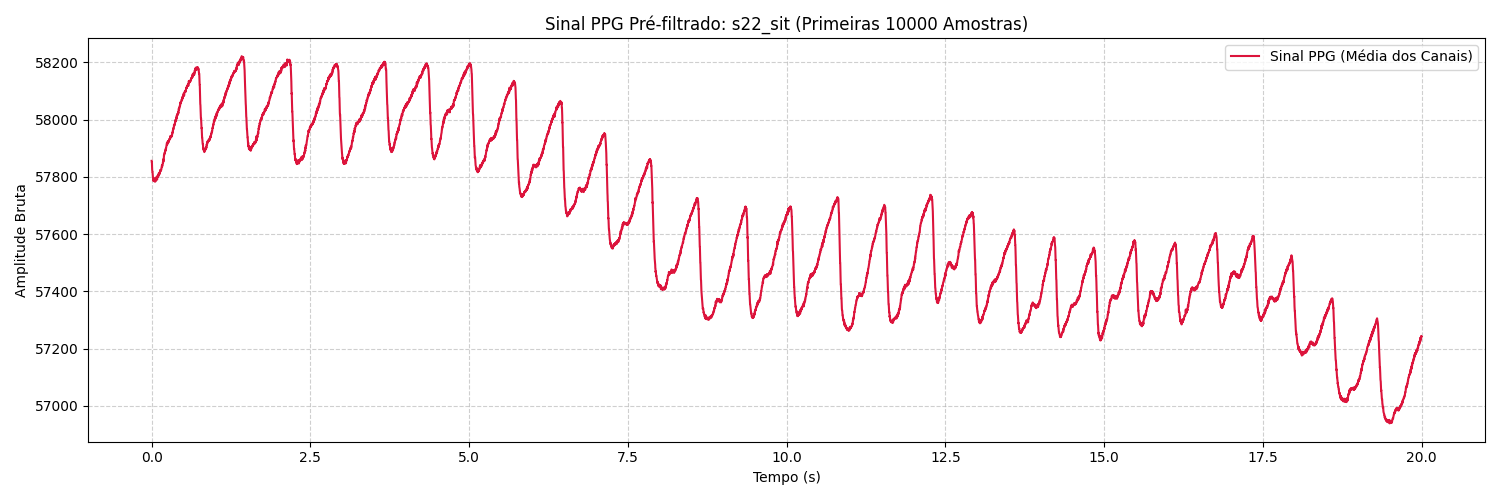 Sinal PPG Pré-filtrado: s22_sit (Primeiras 10000 Amostras)
Sinal PPG (Média dos Canais)
Amplitude Bruta
58200
58000
57800
57600
57400
57200
57000
0.0 2.5 5.0 7.5 10.0 12.5 15.0 17.5 20.0
Tempo (s)